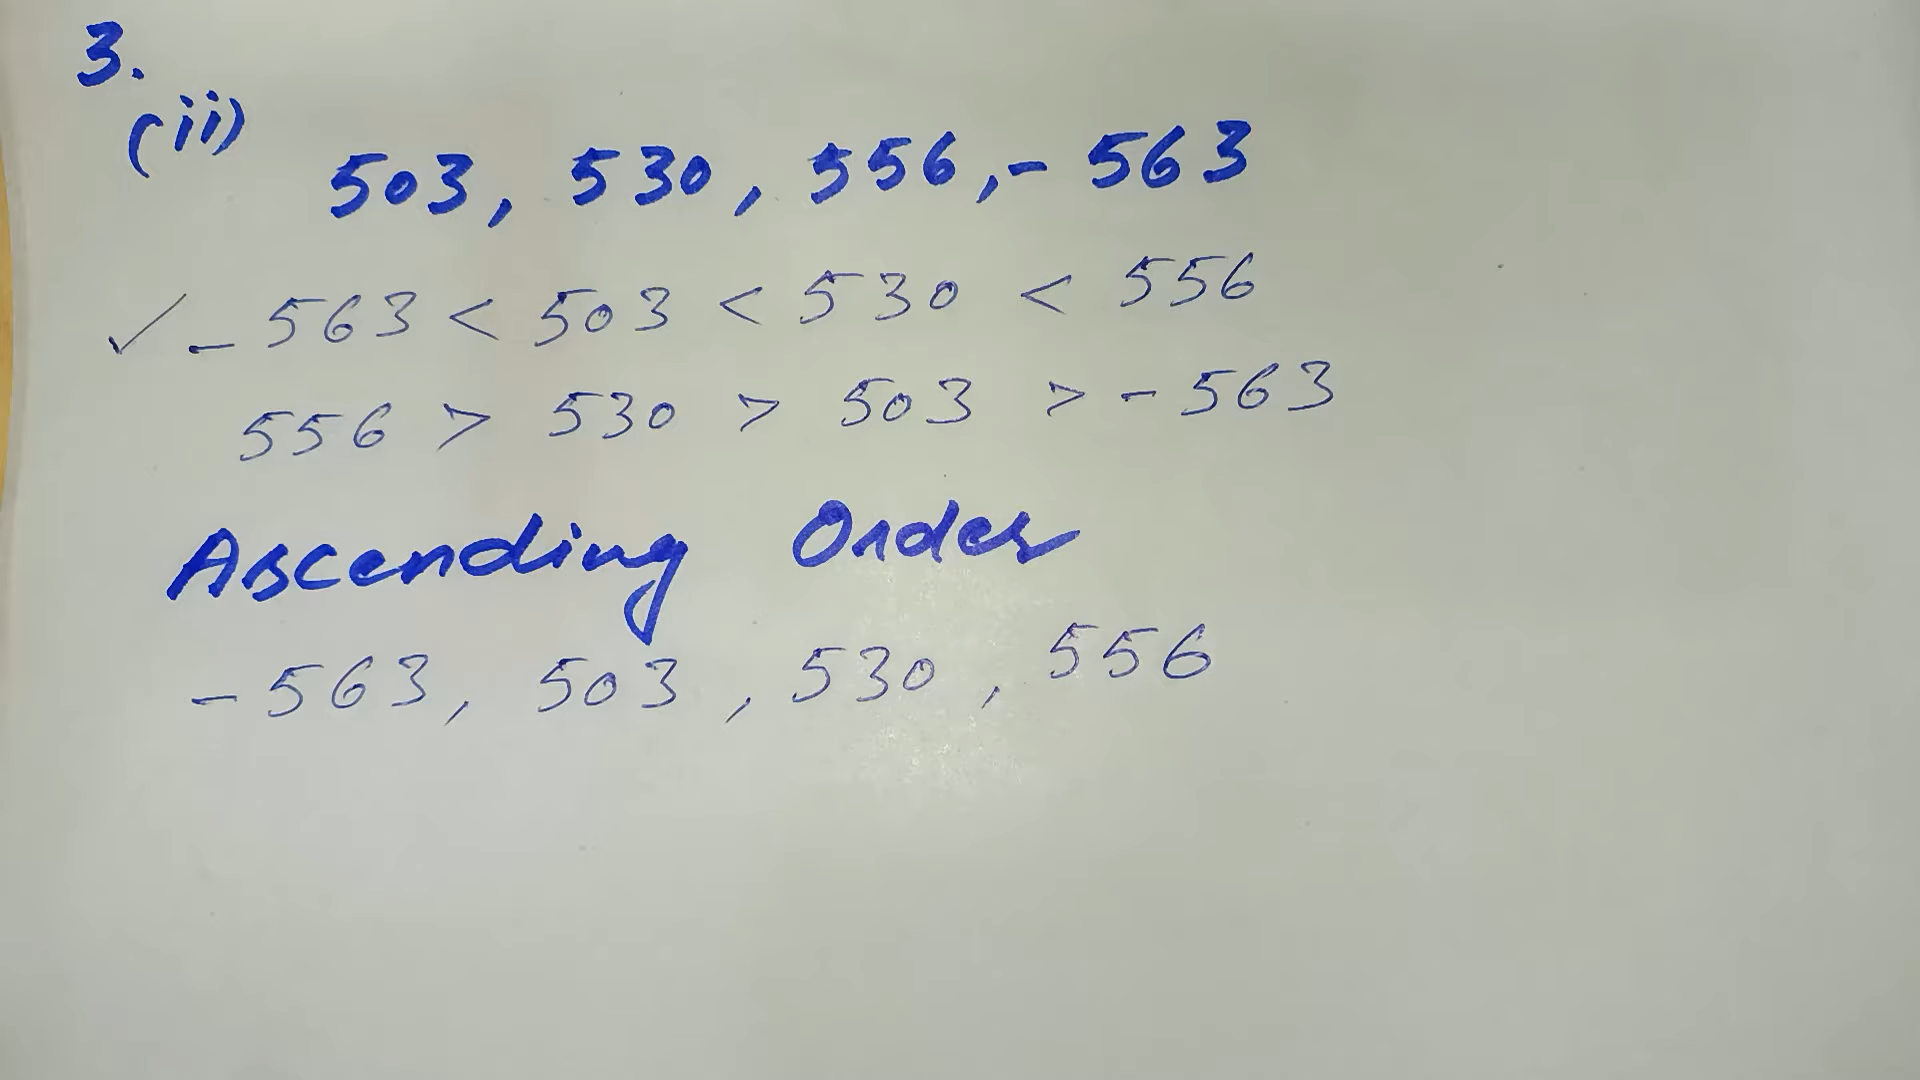 3.
(ii)
503, 530, 556, - 563
✓ - 563 < 503 < 530 < 556
556 > 530 > 503 > - 563
Ascending Order
- 563, 503, 530, 556